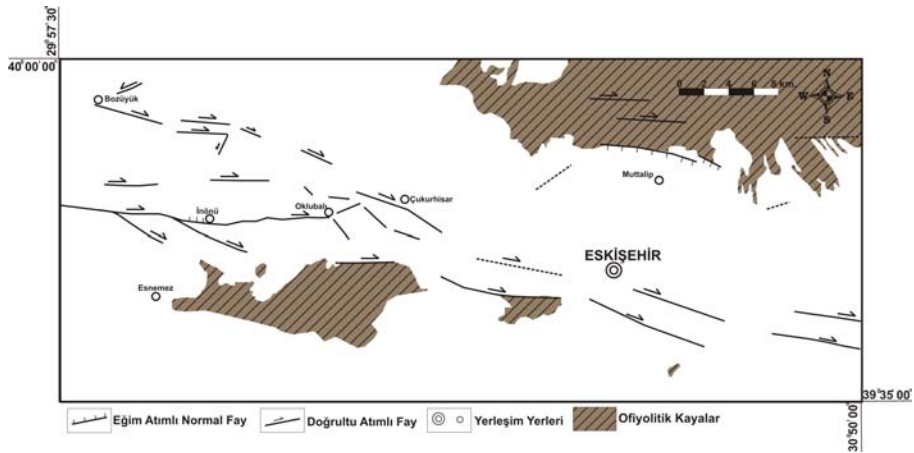 29°57'30"
40°00'00"
0 2 4 6 8 km.
N
W E
S
Bozüyük
Muttalip
Çukurhisar
Oklubalı
İnönü
ESKİŞEHİR
Esnemez
39°35'00"
30°50'00"
Eğim Atımlı Normal Fay
Doğrultu Atımlı Fay
Yerleşim Yerleri
Ofiyolitik Kayalar